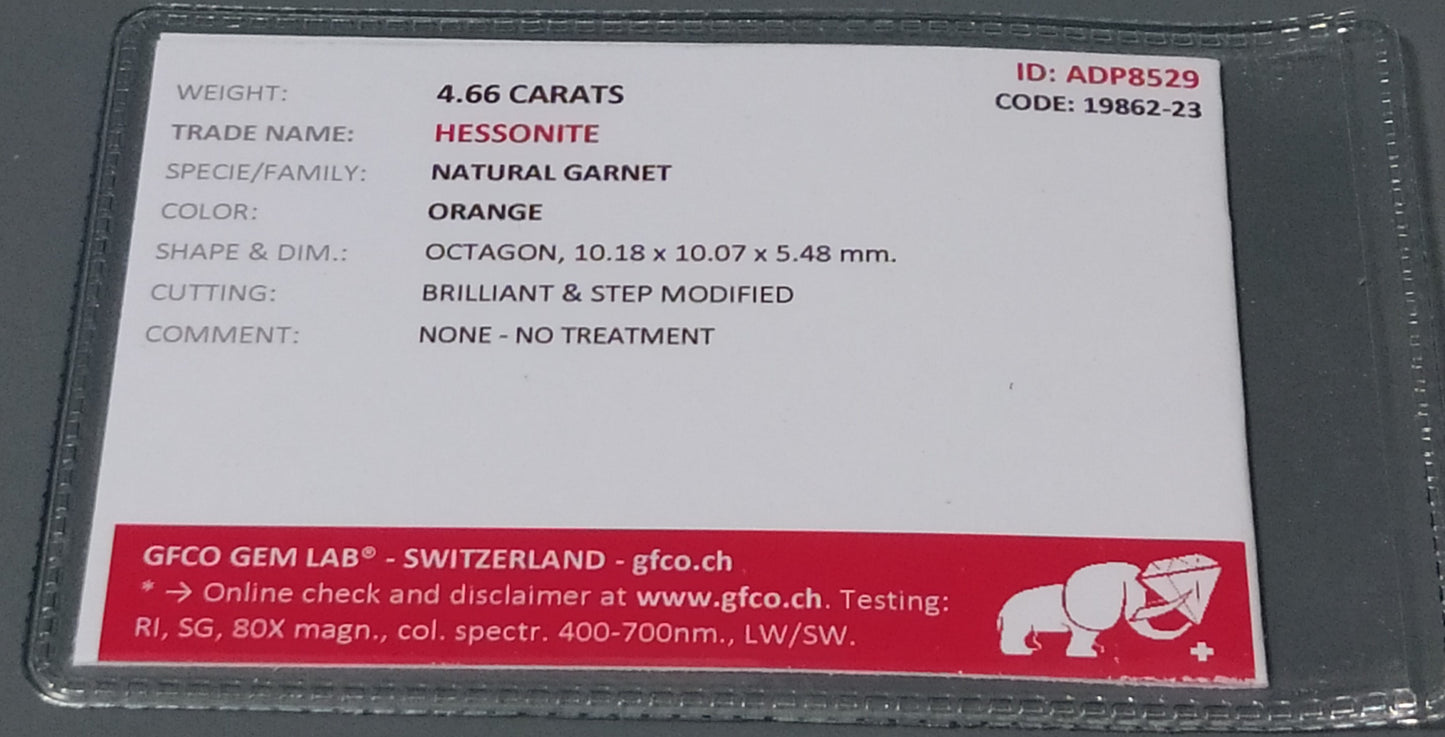 ID: ADP8529
CODE: 19862-23
WEIGHT: 4.66 CARATS
TRADE NAME: HESSONITE
SPECIE/FAMILY: NATURAL GARNET
COLOR: ORANGE
SHAPE & DIM.: OCTAGON, 10.18 x 10.07 x 5.48 mm.
CUTTING: BRILLIANT & STEP MODIFIED
COMMENT: NONE - NO TREATMENT
GFCO GEM LAB® - SWITZERLAND - gfco.ch
* → Online check and disclaimer at www.gfco.ch. Testing:
RI, SG, 80X magn., col. spectr. 400-700nm., LW/SW.